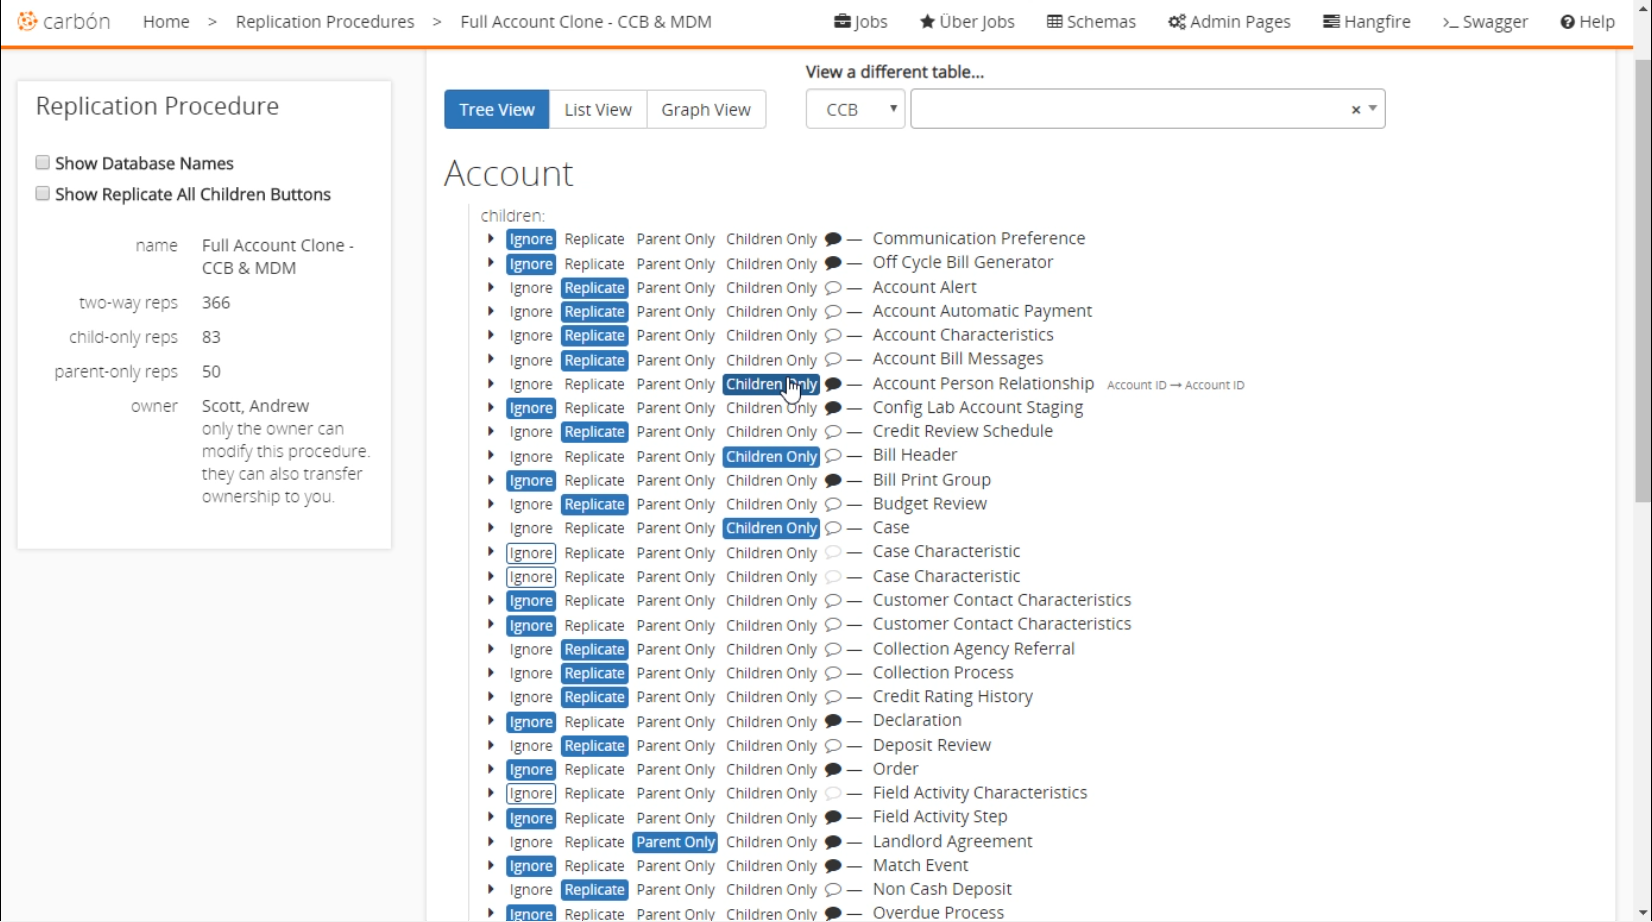 carbón Home > Replication Procedures > Full Account Clone - CCB & MDM Jobs Über Jobs Schemas Admin Pages Hangfire >_ Swagger Help
Replication Procedure
Show Database Names
Show Replicate All Children Buttons
name Full Account Clone -
CCB & MDM
two-way reps 366
child-only reps 83
parent-only reps 50
owner Scott, Andrew
only the owner can
modify this procedure.
they can also transfer
ownership to you.
View a different table...
Tree View List View Graph View CCB ×
Account
children:
Ignore Replicate Parent Only Children Only — Communication Preference
Ignore Replicate Parent Only Children Only — Off Cycle Bill Generator
Ignore Replicate Parent Only Children Only — Account Alert
Ignore Replicate Parent Only Children Only — Account Automatic Payment
Ignore Replicate Parent Only Children Only — Account Characteristics
Ignore Replicate Parent Only Children Only — Account Bill Messages
Ignore Replicate Parent Only Children Only — Account Person Relationship Account ID → Account ID
Ignore Replicate Parent Only Children Only — Config Lab Account Staging
Ignore Replicate Parent Only Children Only — Credit Review Schedule
Ignore Replicate Parent Only Children Only — Bill Header
Ignore Replicate Parent Only Children Only — Bill Print Group
Ignore Replicate Parent Only Children Only — Budget Review
Ignore Replicate Parent Only Children Only — Case
Ignore Replicate Parent Only Children Only — Case Characteristic
Ignore Replicate Parent Only Children Only — Case Characteristic
Ignore Replicate Parent Only Children Only — Customer Contact Characteristics
Ignore Replicate Parent Only Children Only — Customer Contact Characteristics
Ignore Replicate Parent Only Children Only — Collection Agency Referral
Ignore Replicate Parent Only Children Only — Collection Process
Ignore Replicate Parent Only Children Only — Credit Rating History
Ignore Replicate Parent Only Children Only — Declaration
Ignore Replicate Parent Only Children Only — Deposit Review
Ignore Replicate Parent Only Children Only — Order
Ignore Replicate Parent Only Children Only — Field Activity Characteristics
Ignore Replicate Parent Only Children Only — Field Activity Step
Ignore Replicate Parent Only Children Only — Landlord Agreement
Ignore Replicate Parent Only Children Only — Match Event
Ignore Replicate Parent Only Children Only — Non Cash Deposit
Ignore Replicate Parent Only Children Only — Overdue Process